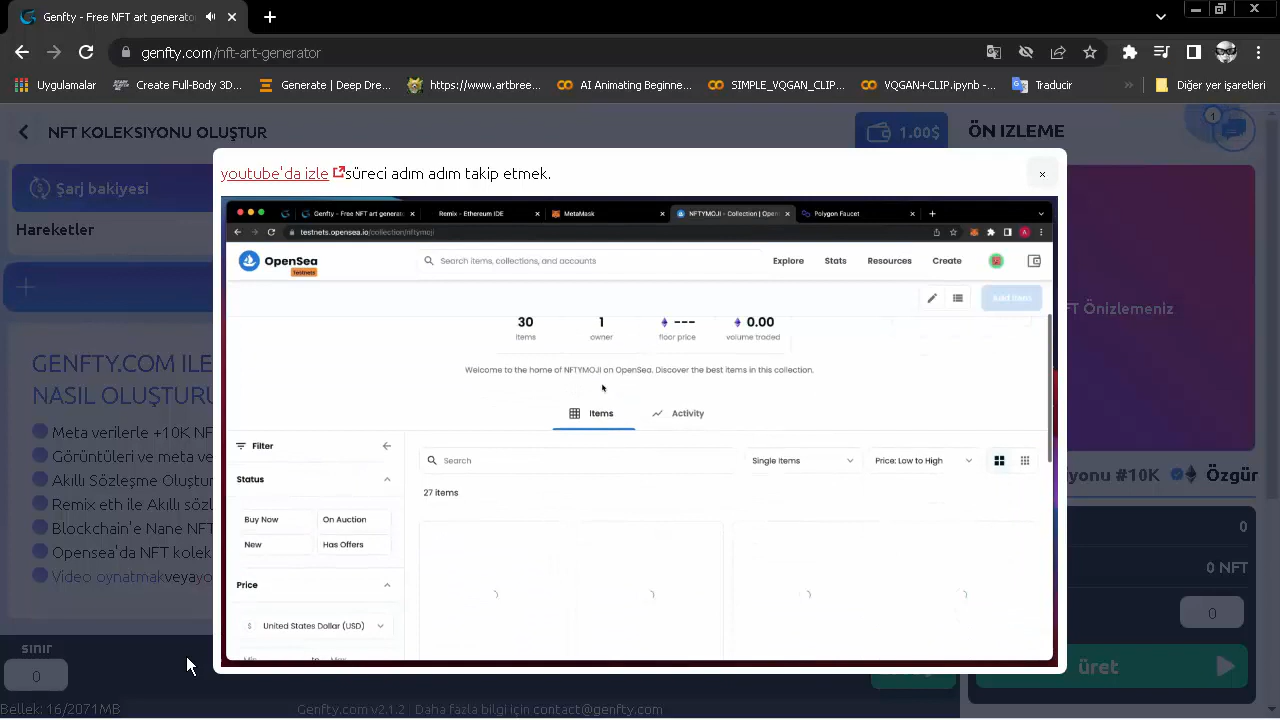 Genfty - Free NFT art generato
genfty.com/nft-art-generator
Uygulamalar
Create Full-Body 3D...
Generate | Deep Dre...
https://www.artbree...
AI Animating Beginne...
SIMPLE_VQGAN_CLIP...
VQGAN+CLIP.ipynb -...
Traducir
»
Diğer yer işaretleri
NFT KOLEKSİYONU OLUŞTUR
1.00$
ÖN IZLEME
1
Şarj bakiyesi
Hareketler
youtube'da izle süreci adım adım takip etmek.
×
Genfty - Free NFT art generato
Remix - Ethereum IDE
MetaMask
NFTYMOJI - Collection | Open
Polygon Faucet
testnets.opensea.io/collection/nftymoji
OpenSea
Testnets
Search items, collections, and accounts
Explore
Stats
Resources
Create
Add item
30
items
1
owner
---
floor price
0.00
volume traded
Welcome to the home of NFTYMOJI on OpenSea. Discover the best items in this collection.
Items
Activity
Filter
Search
Single Items
Price: Low to High
Status
27 items
Buy Now
On Auction
New
Has Offers
Price
$ United States Dollar (USD)
to
GENFTY.COM ILE
NASIL OLUŞTURU
Meta verilerle +10K NF
Görüntüleri ve meta
Akıllı Sözleşme Oluştu
Remix eth'e Akıllı sözl
Blockchain'e Nane NFT
Opensea'da NFT kolek
Video oynatmakveyaço
FT Önizlemeniz
yonu #10K
Özgür
0
0 NFT
0
üret
sınır
0
Bellek: 16/2071MB
Genfty.com v2.1.2 | Daha fazla bilgi için contact@genfty.com